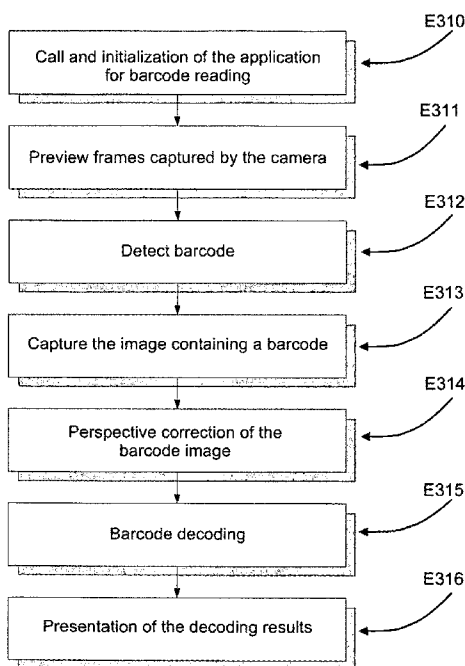 E310
Call and initialization of the application
for barcode reading
E311
Preview frames captured by the camera
E312
Detect barcode
E313
Capture the image containing a barcode
E314
Perspective correction of the
barcode image
E315
Barcode decoding
E316
Presentation of the decoding results